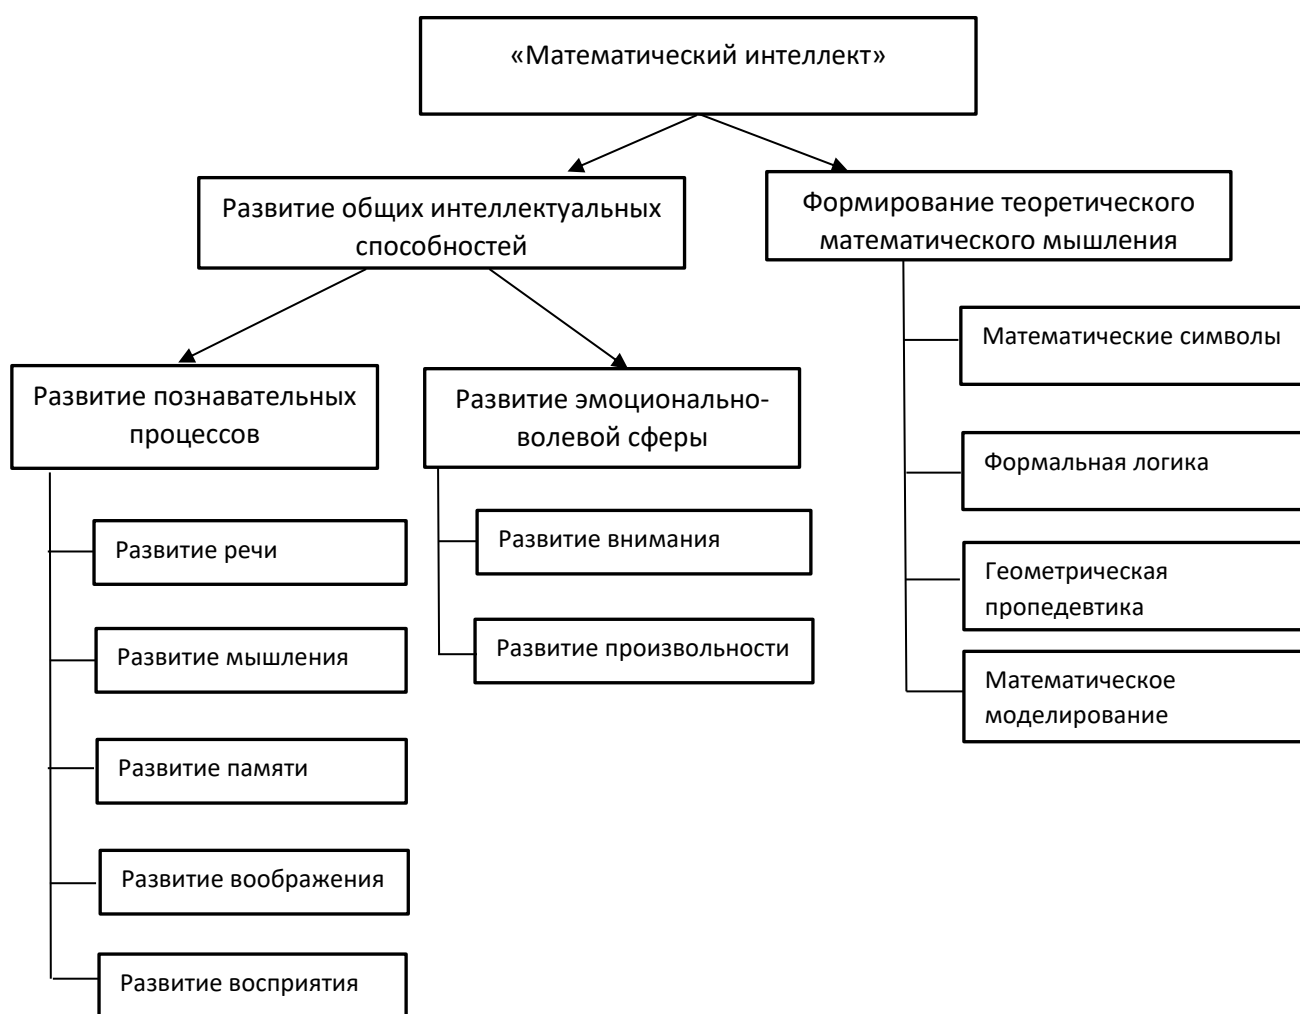 «Математический интеллект»
Развитие общих интеллектуальных
способностей
Формирование теоретического
математического мышления
Развитие познавательных
процессов
Развитие речи
Развитие мышления
Развитие памяти
Развитие воображения
Развитие восприятия
Развитие эмоционально-
волевой сферы
Развитие внимания
Развитие произвольности
Математические символы
Формальная логика
Геометрическая
пропедевтика
Математическое
моделирование